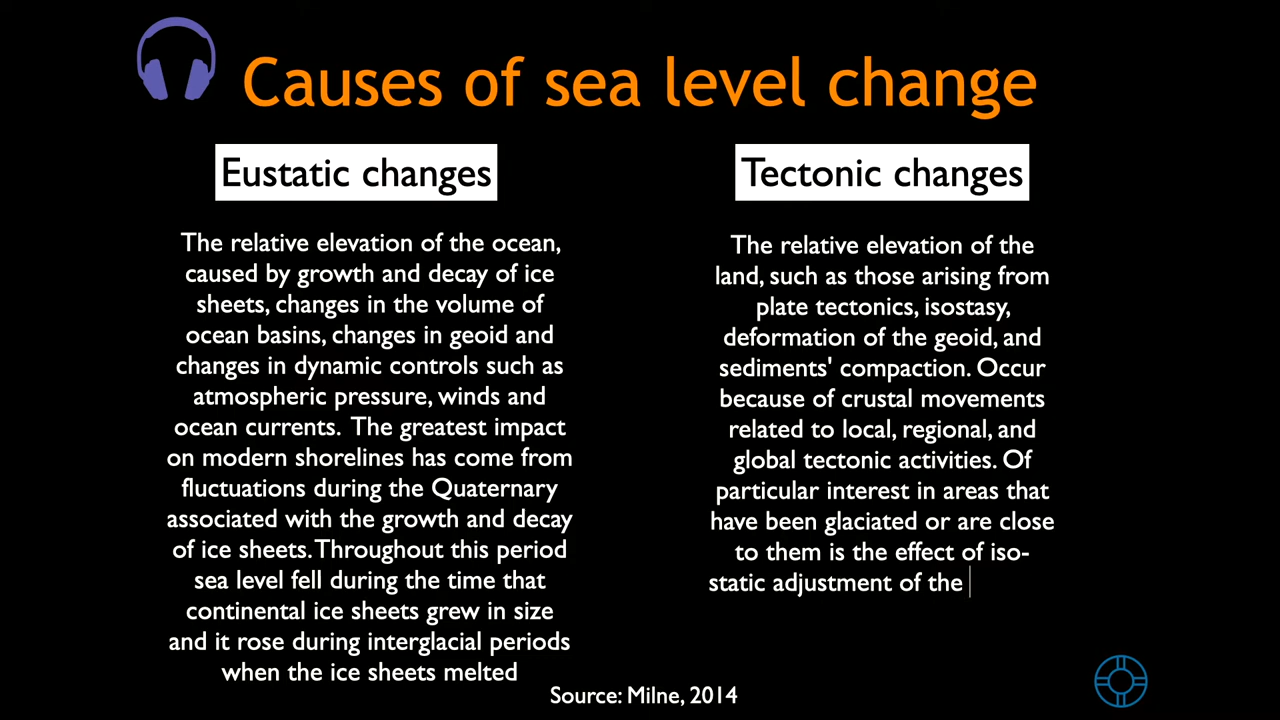 Causes of sea level change
Eustatic changes
The relative elevation of the ocean,
caused by growth and decay of ice
sheets, changes in the volume of
ocean basins, changes in geoid and
changes in dynamic controls such as
atmospheric pressure, winds and
ocean currents.  The greatest impact
on modern shorelines has come from
fluctuations during the Quaternary
associated with the growth and decay
of ice sheets. Throughout this period
sea level fell during the time that
continental ice sheets grew in size
and it rose during interglacial periods
when the ice sheets melted
Tectonic changes
The relative elevation of the
land, such as those arising from
plate tectonics, isostasy,
deformation of the geoid, and
sediments' compaction. Occur
because of crustal movements
related to local, regional, and
global tectonic activities. Of
particular interest in areas that
have been glaciated or are close
to them is the effect of iso-
static adjustment of the
Source: Milne, 2014